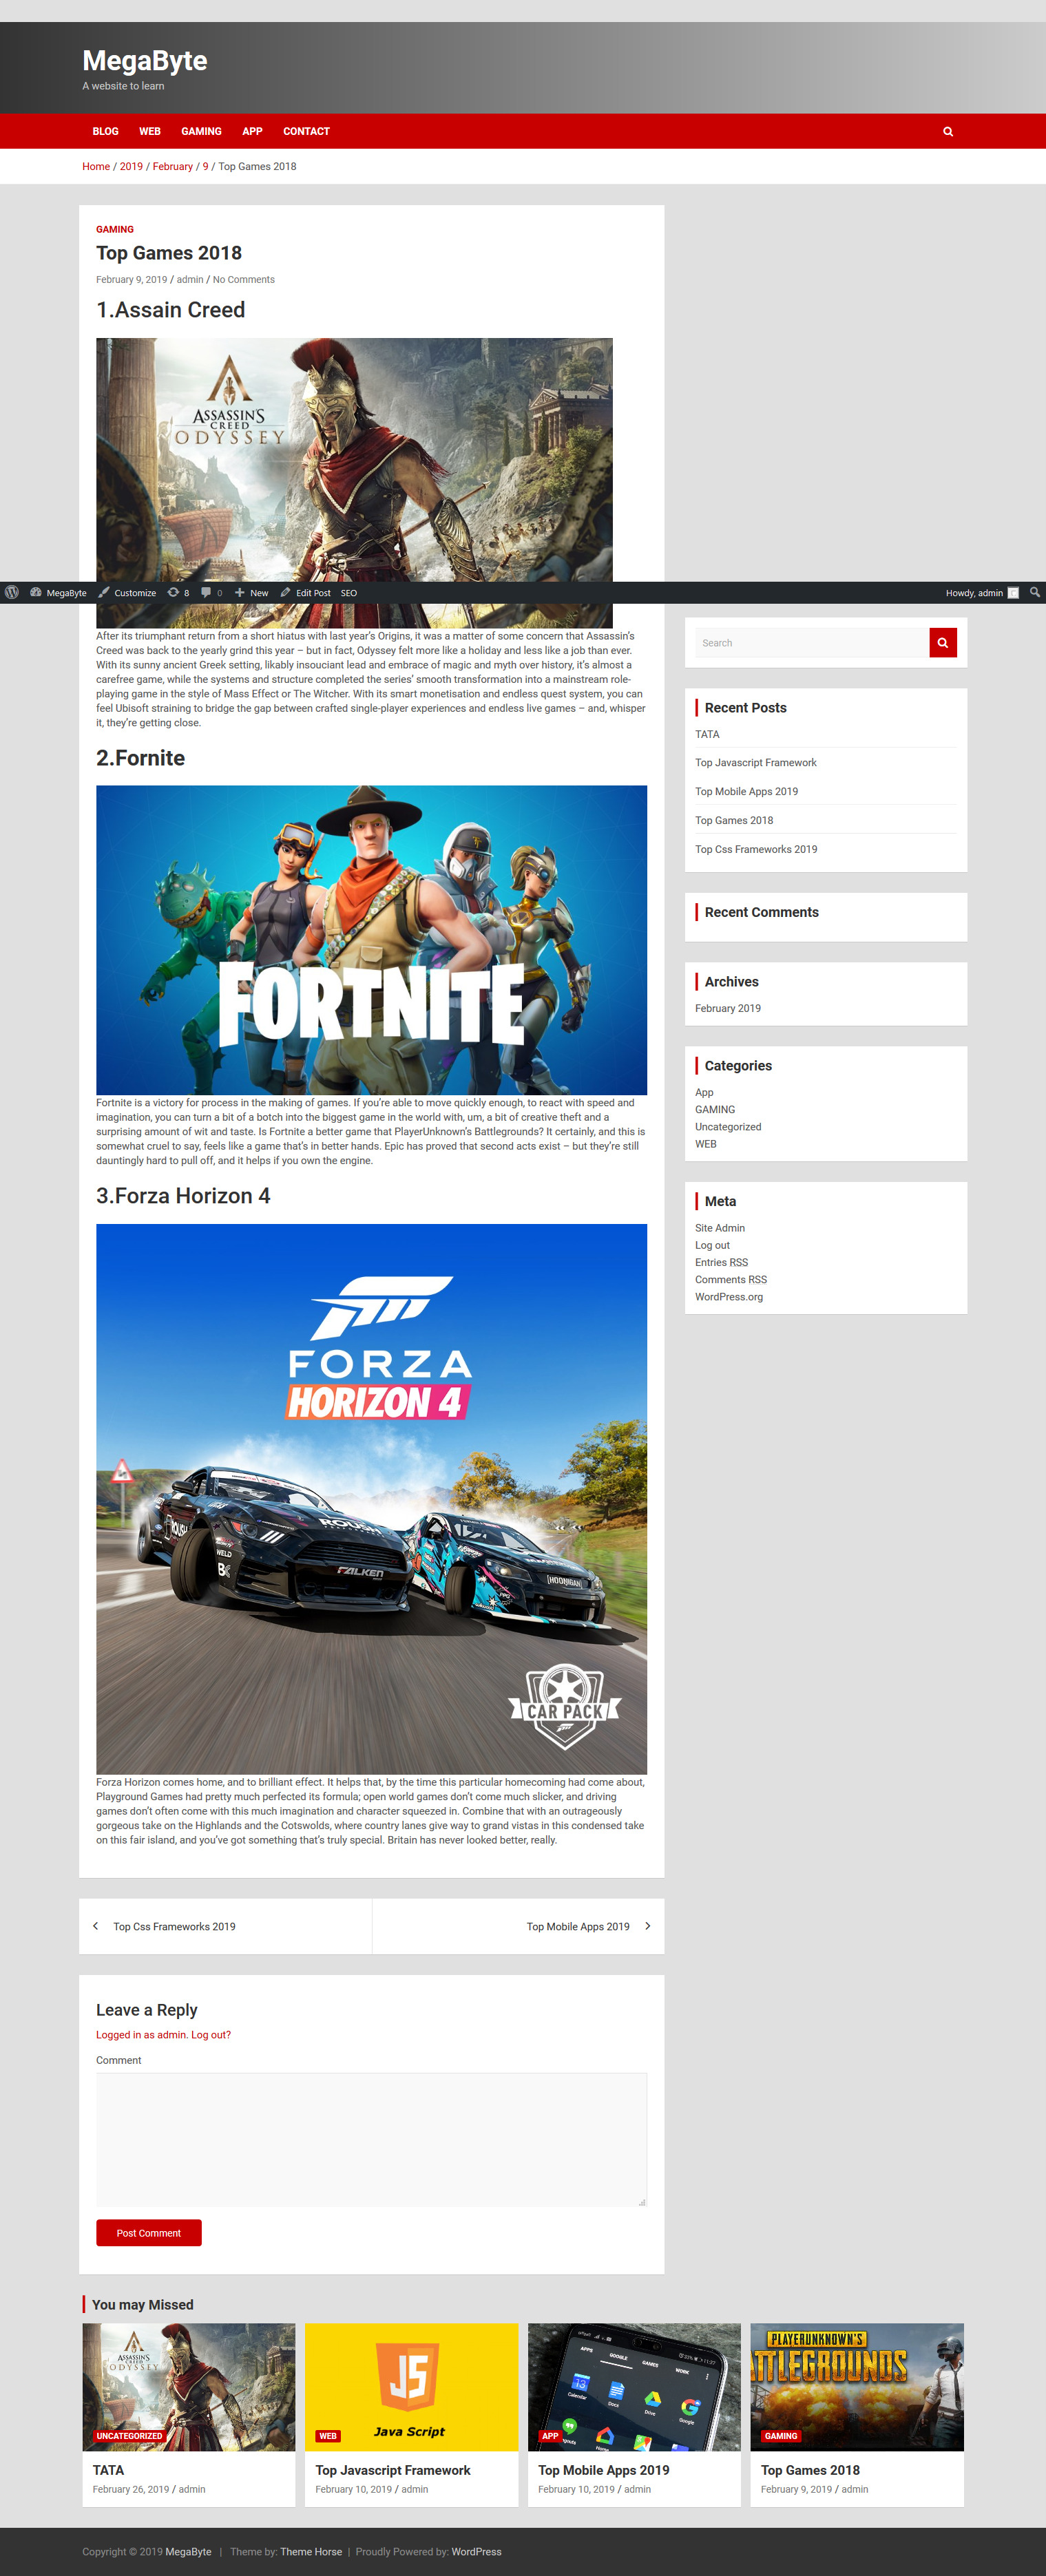 MegaByte
A website to learn
BLOG WEB GAMING APP CONTACT
Home / 2019 / February / 9 / Top Games 2018
GAMING
Top Games 2018
February 9, 2019 / admin / No Comments
1.Assain Creed
ASSASSIN'S
CREED
ODYSSEY
MegaByte Customize 8 0 New Edit Post SEO Howdy, admin
After its triumphant return from a short hiatus with last year's Origins, it was a matter of some concern that Assassin's
Creed was back to the yearly grind this year – but in fact, Odyssey felt more like a holiday and less like a job than ever.
With its sunny ancient Greek setting, likably insouciant lead and embrace of magic and myth over history, it's almost a
carefree game, while the systems and structure completed the series' smooth transformation into a mainstream role-
playing game in the style of Mass Effect or The Witcher. With its smart monetisation and endless quest system, you can
feel Ubisoft straining to bridge the gap between crafted single-player experiences and endless live games – and, whisper
it, they're getting close.
2.Fornite
FORTNITE
Fortnite is a victory for process in the making of games. If you're able to move quickly enough, to react with speed and
imagination, you can turn a bit of a botch into the biggest game in the world with, um, a bit of creative theft and a
surprising amount of wit and taste. Is Fortnite a better game that PlayerUnknown's Battlegrounds? It certainly, and this is
somewhat cruel to say, feels like a game that's in better hands. Epic has proved that second acts exist – but they're still
dauntingly hard to pull off, and it helps if you own the engine.
3.Forza Horizon 4
FORZA
HORIZON 4
ROUSH
ROUSH
WELD
FALKEN
HOONIGAN
CAR PACK
Forza Horizon comes home, and to brilliant effect. It helps that, by the time this particular homecoming had come about,
Playground Games had pretty much perfected its formula; open world games don't come much slicker, and driving
games don't often come with this much imagination and character squeezed in. Combine that with an outrageously
gorgeous take on the Highlands and the Cotswolds, where country lanes give way to grand vistas in this condensed take
on this fair island, and you've got something that's truly special. Britain has never looked better, really.
Top Css Frameworks 2019
Top Mobile Apps 2019
Leave a Reply
Logged in as admin. Log out?
Comment
Post Comment
Search
Recent Posts
TATA
Top Javascript Framework
Top Mobile Apps 2019
Top Games 2018
Top Css Frameworks 2019
Recent Comments
Archives
February 2019
Categories
App
GAMING
Uncategorized
WEB
Meta
Site Admin
Log out
Entries RSS
Comments RSS
WordPress.org
You may Missed
ASSASSIN'S
CREED
ODYSSEY
UNCATEGORIZED
TATA
February 26, 2019 / admin
JS
Java Script
WEB
Top Javascript Framework
February 10, 2019 / admin
APPS GOOGLE GAMES WORK
Calendar Docs Drive Google
APP
Top Mobile Apps 2019
February 10, 2019 / admin
PLAYERUNKNOWN'S
ATTLEGROUNDS
GAMING
Top Games 2018
February 9, 2019 / admin
Copyright © 2019 MegaByte | Theme by: Theme Horse | Proudly Powered by: WordPress